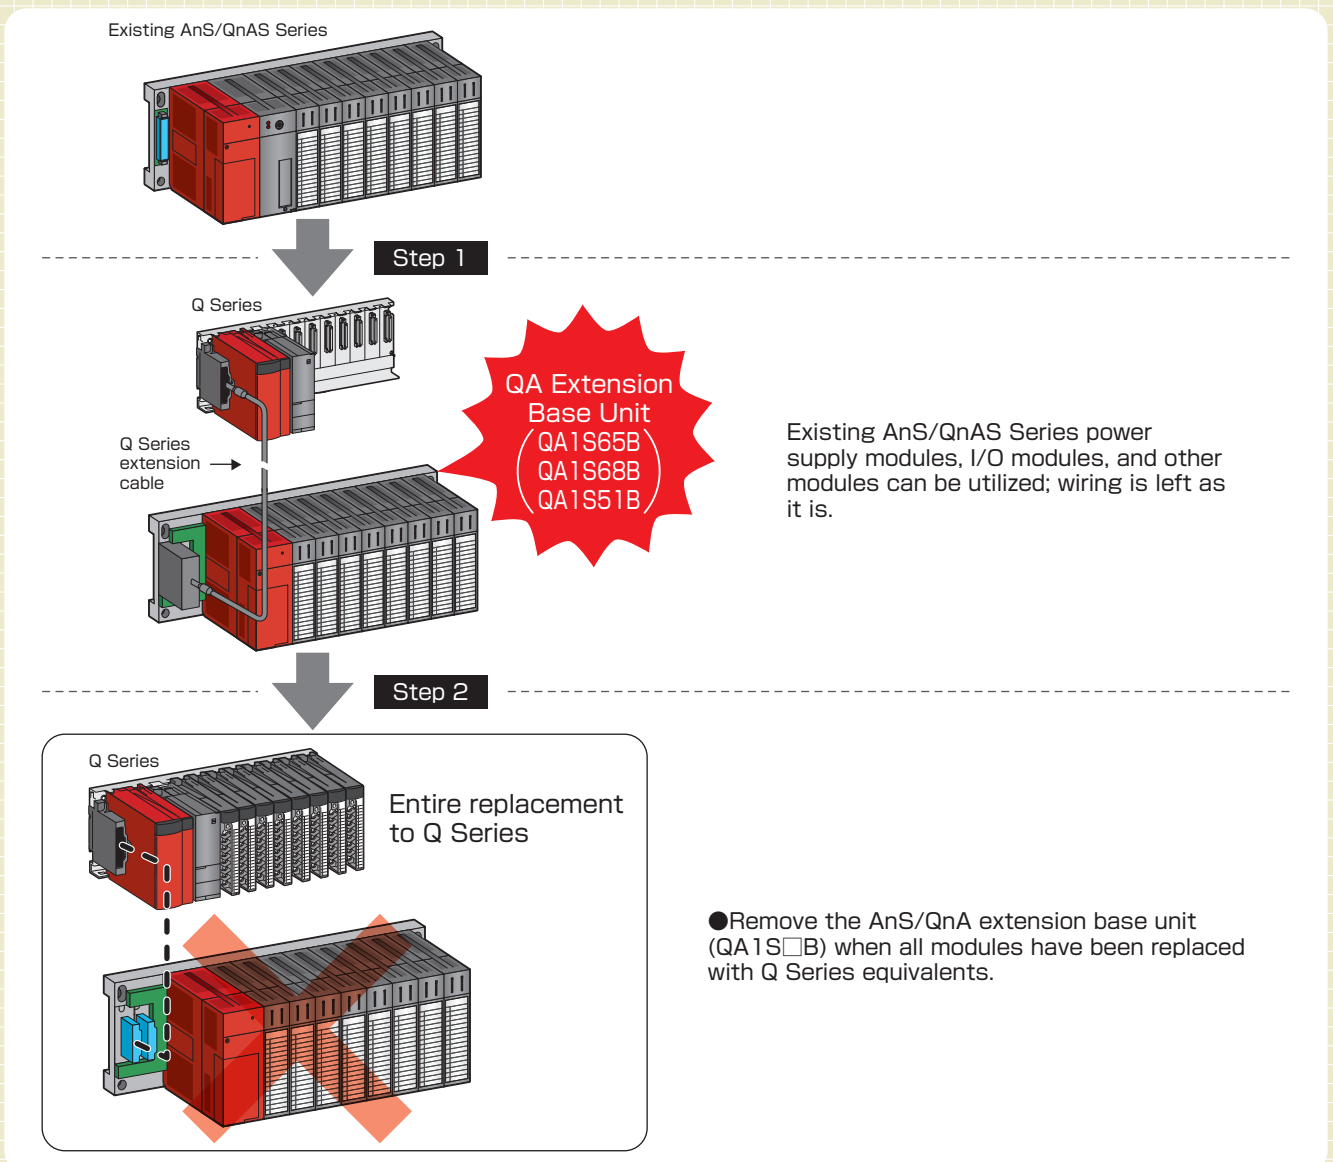 Existing AnS/QnAS Series
Step 1
Q Series
QA Extension
Base Unit
(QA1S65B
QA1S68B
QA1S51B)
Q Series
extension
cable
Existing AnS/QnAS Series power
supply modules, I/O modules, and other
modules can be utilized; wiring is left as
it is.
Step 2
Q Series
Entire replacement
to Q Series
●Remove the AnS/QnA extension base unit
(QA1S□B) when all modules have been replaced
with Q Series equivalents.